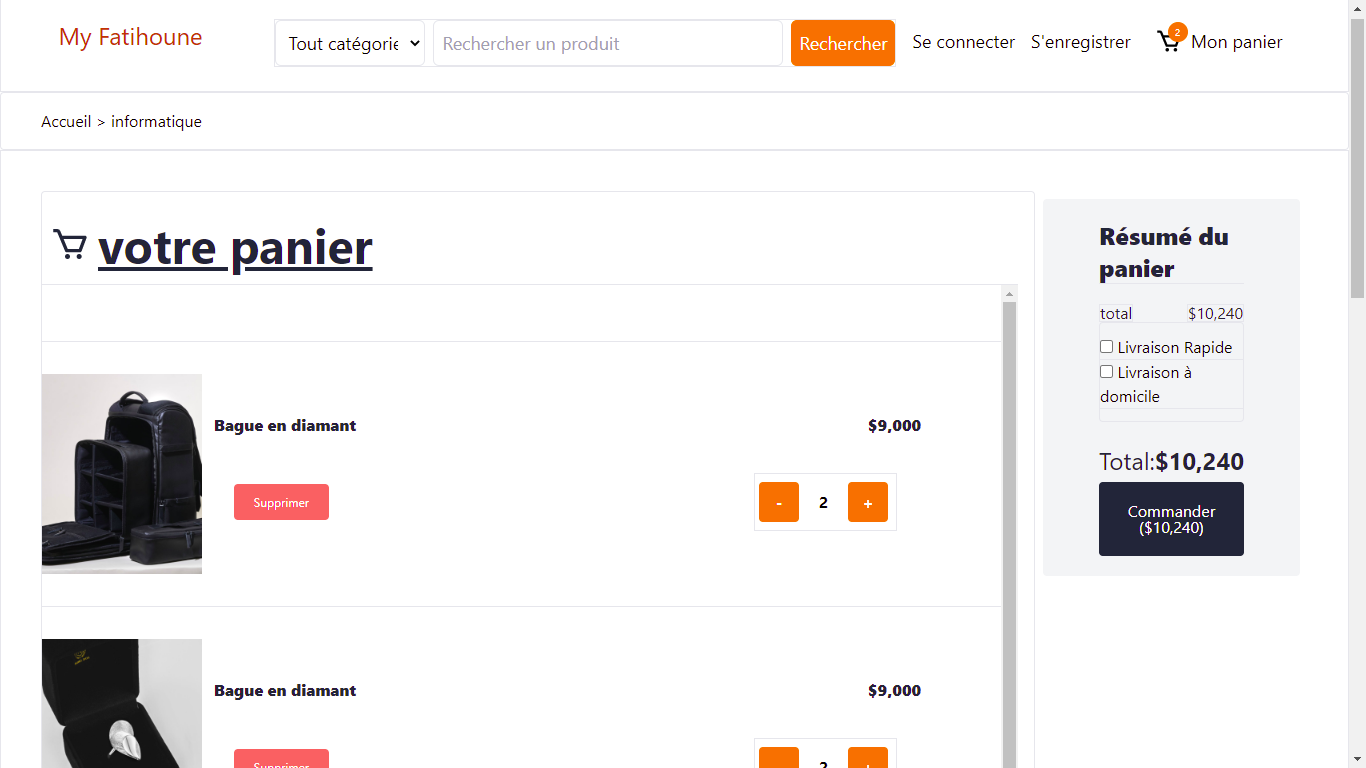 My Fatihoune
Tout catégorie
Rechercher un produit
Rechercher
Se connecter
S'enregistrer
2
Mon panier
Accueil > informatique
votre panier
Bague en diamant
$9,000
Supprimer
-
2
+
Bague en diamant
$9,000
Supprimer
-
2
+
Résumé du
panier
total
$10,240
Livraison Rapide
Livraison à
domicile
Total:$10,240
Commander
($10,240)